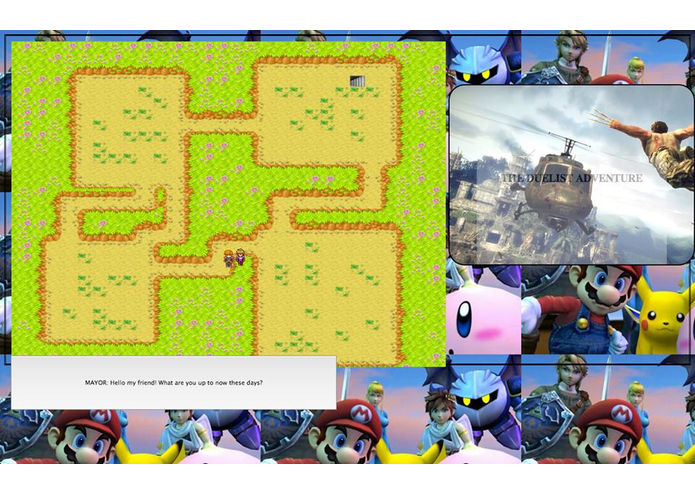 THE DUELIST ADVENTURE
MAYOR: Hello my friend! What are you up to now these days?